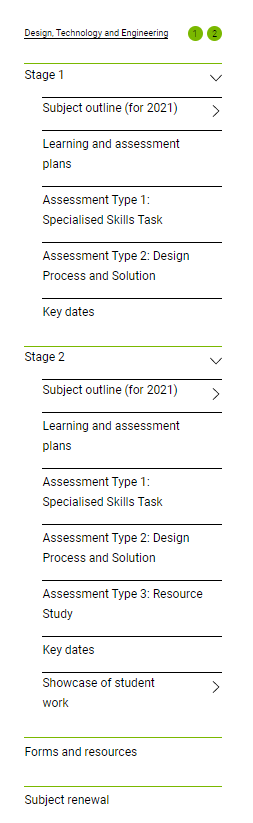 Design, Technology and Engineering 1 2
Stage 1
Subject outline (for 2021)
Learning and assessment
plans
Assessment Type 1:
Specialised Skills Task
Assessment Type 2: Design
Process and Solution
Key dates
Stage 2
Subject outline (for 2021)
Learning and assessment
plans
Assessment Type 1:
Specialised Skills Task
Assessment Type 2: Design
Process and Solution
Assessment Type 3: Resource
Study
Key dates
Showcase of student
work
Forms and resources
Subject renewal